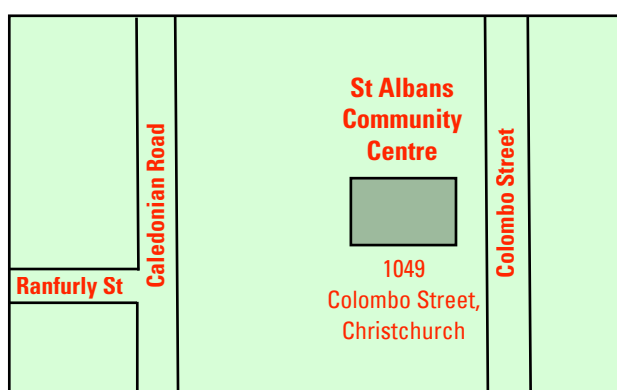 St Albans
Community
Centre
Caledonian Road
Colombo Street
Ranfurly St
1049
Colombo Street,
Christchurch